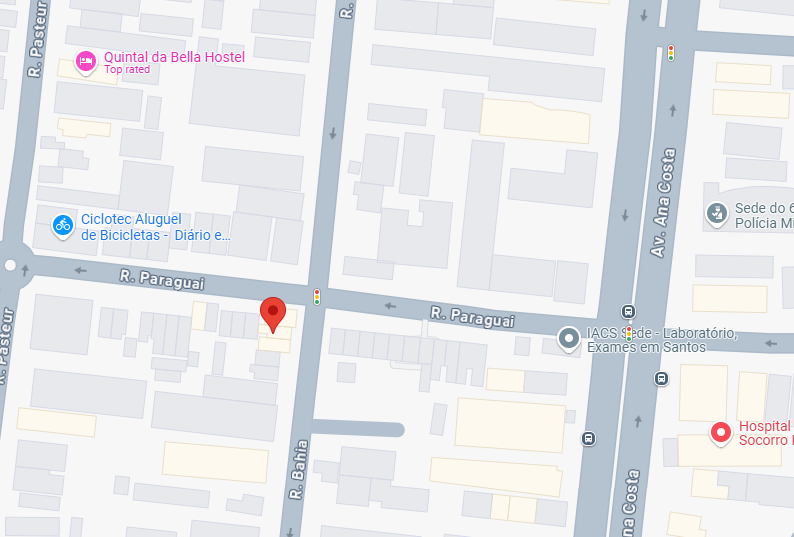 R. Pasteur
R.
Quintal da Bella Hostel
Top rated
Av. Ana Costa
Ciclotec Aluguel
de Bicicletas - Diário e...
Sede do 6
Polícia Mi
R. Paraguai
R. Paraguai
IACS Sede - Laboratório,
Exames em Santos
R. Pasteur
Hospital
Socorro
R. Bahia
na Costa